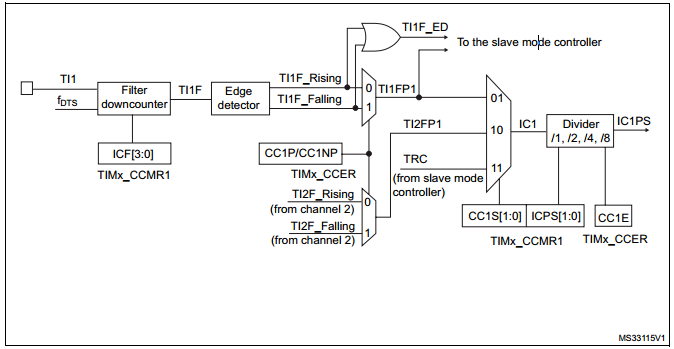 TI1F_ED
To the slave mode controller
TI1
TI1F
TI1F_Rising
Filter
downcounter
Edge
detector
0
TI1FP1
fDTS
TI1F_Falling
1
01
ICF[3:0]
TIMx_CCMR1
CC1P/CC1NP
TIMx_CCER
TI2FP1
10
IC1
Divider
/1, /2, /4, /8
IC1PS
TRC
11
(from slave mode
controller)
TI2F_Rising
(from channel 2)
0
TI2F_Falling
(from channel 2)
1
CC1S[1:0]
ICPS[1:0]
CC1E
TIMx_CCMR1
TIMx_CCER
MS33115V1